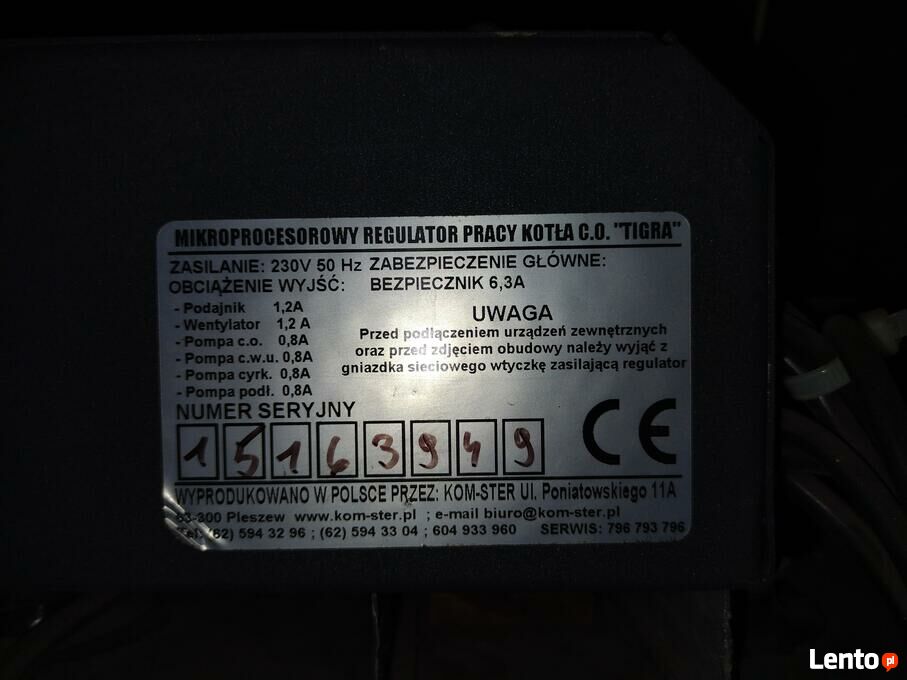 MIKROPROCESOROWY REGULATOR PRACY KOTŁA C.O. "TIGRA"
ZASILANIE: 230V 50 Hz ZABEZPIECZENIE GŁÓWNE:
OBCIĄŻENIE WYJŚĆ: BEZPIECZNIK 6,3A
- Podajnik 1,2A
- Wentylator 1,2 A
- Pompa c.o. 0,8A
- Pompa c.w.u. 0,8A
- Pompa cyrk. 0,8A
- Pompa podł. 0,8A
UWAGA
Przed podłączeniem urządzeń zewnętrznych
oraz przed zdjęciem obudowy należy wyjąć z
gniazdka sieciowego wtyczkę zasilającą regulator
NUMER SERYJNY
15163949
CE
WYPRODUKOWANO W POLSCE PRZEZ: KOM-STER Ul. Poniatowskiego 11A
63-300 Pleszew www.kom-ster.pl ; e-mail biuro@kom-ster.pl
Tel: (62) 594 32 96 ; (62) 594 33 04 ; 604 933 960 SERWIS: 796 793 796
Lento.pl